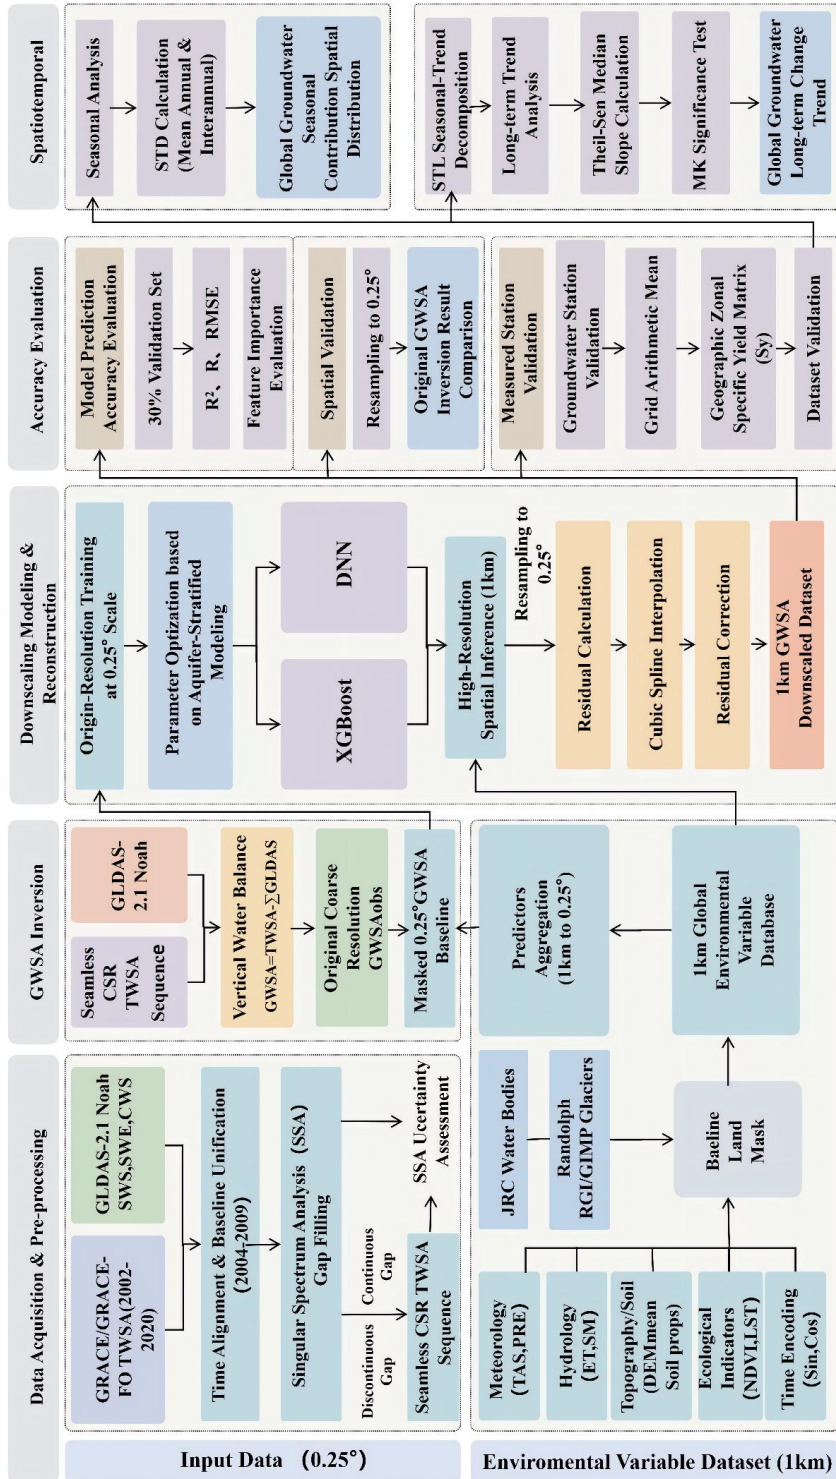 Data Acquisition & Pre-processing
GWSA Inversion
Downscaling Modeling &
Reconstruction
Accuracy Evaluation
Spatiotemporal
Input Data （0.25°）
GRACE/GRACE-
FO TWSA(2002-
2020)
GLDAS-2.1 Noah
SWS,SWE,CWS
Time Alignment & Baseline Unification
(2004-2009)
Singular Spectrum Analysis（SSA）
Gap Filling
Discontinuous
Gap
Continuous Gap
Seamless CSR TWSA
Sequence
SSA Ucertainty
Assessment
Enviromental Variable Dataset (1km)
Meteorology
(TAS,PRE)
Hydrology
(ET,SM)
Topography/Soil
(DEMmean
Soil props)
Ecological
Indicators
(NDVI,LST)
Time Encoding
(Sin,Cos)
JRC Water Bodies
Randolph
RGI/GIMP Glaciers
Baeline
Land
Mask
Seamless
CSR
TWSA
Sequence
GLDAS-
2.1 Noah
Vertical Water Balance
GWSA=TWSA-∑GLDAS
Original Coarse
Resolution
GWSAobs
Masked 0.25°GWSA
Baseline
Predictors
Aggregation
(1km to 0.25°)
1km Global
Environmental
Variable
Database
Origin-Resolution Training
at 0.25° Scale
Parameter Optization based
on Aquifer-Stratified
Modeling
XGBoost
DNN
High-Resolution
Spatial Inference (1km)
Resampling to
0.25°
Residual Calculation
Cubic Spline Interpolation
Residual Correction
1km GWSA
Downscaled Dataset
Model Prediction
Accuracy Evaluation
30% Validation Set
R²、R、RMSE
Feature Importance
Evaluation
Spatial Validation
Resampling to 0.25°
Original GWSA
Inversion Result
Comparison
Measured Station
Validation
Groundwater Station
Validation
Grid Arithmetic Mean
Geographic Zonal
Specific Yield Matrix
(Sy)
Dataset Validation
Seasonal Analysis
STD Calculation
(Mean Annual &
Interannual)
Global Groundwater
Seasonal
Contribution Spatial
Distribution
STL Seasonal-Trend
Decomposition
Long-term Trend
Analysis
Theil-Sen Median
Slope Calculation
MK Significance Test
Global Groundwater
Long-term Change
Trend